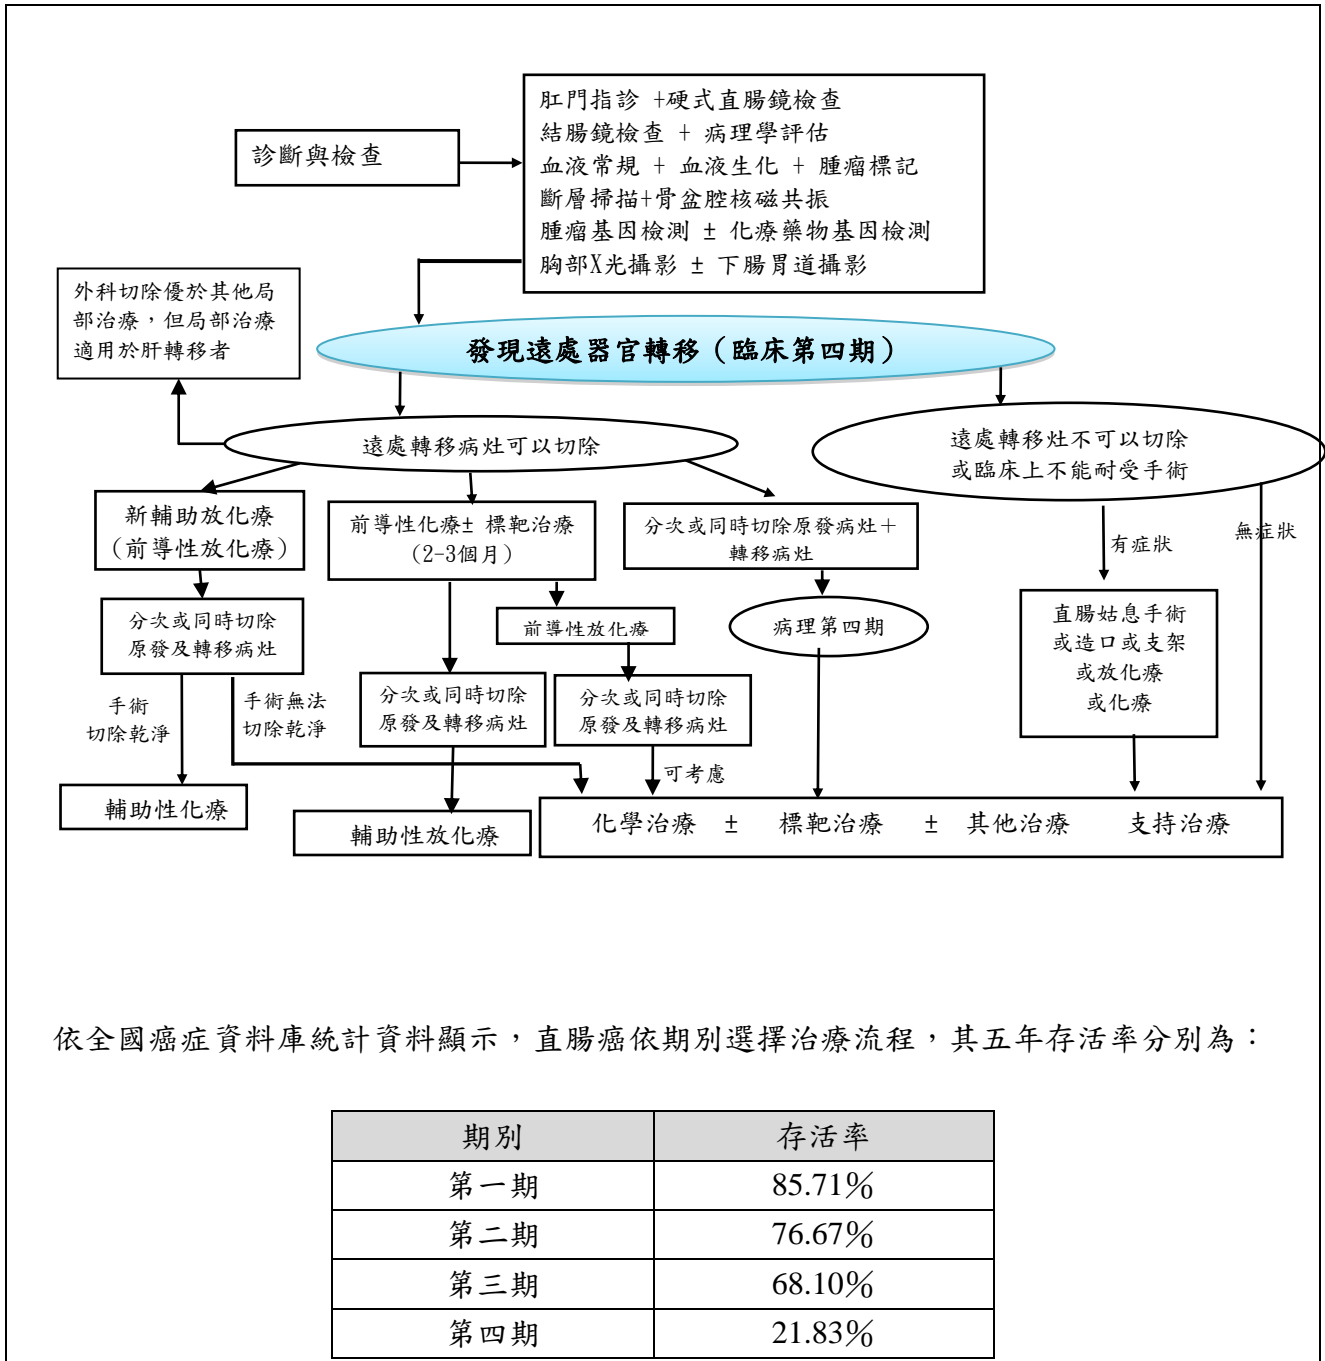 肛門指診 +硬式直腸鏡檢查
結腸鏡檢查 + 病理學評估
血液常規 + 血液生化 + 腫瘤標記
斷層掃描+骨盆腔核磁共振
腫瘤基因檢測 ± 化療藥物基因檢測
胸部X光攝影 ± 下腸胃道攝影
診斷與檢查
外科切除優於其他局
部治療，但局部治療
適用於肝轉移者
發現遠處器官轉移（臨床第四期）
遠處轉移病灶可以切除
遠處轉移灶不可以切除
或臨床上不能耐受手術
新輔助放化療
（前導性放化療）
前導性化療± 標靶治療
(2-3個月)
分次或同時切除原發病灶＋
轉移病灶
有症狀
無症狀
分次或同時切除
原發及轉移病灶
前導性放化療
病理第四期
直腸姑息手術
或造口或支架
或放化療
或化療
手術
切除乾淨
手術無法
切除乾淨
分次或同時切除
原發及轉移病灶
分次或同時切除
原發及轉移病灶
可考慮
輔助性化療
輔助性放化療
化學治療 ± 標靶治療 ± 其他治療 支持治療
依全國癌症資料庫統計資料顯示，直腸癌依期別選擇治療流程，其五年存活率分別為：
期別 存活率
第一期 85.71%
第二期 76.67%
第三期 68.10%
第四期 21.83%